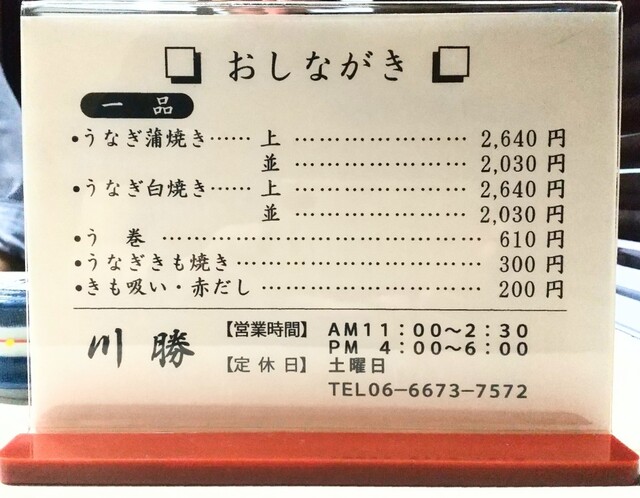 おしながき
一品
•うなぎ蒲焼き…… 上 ………………… 2,640 円
並 ………………… 2,030 円
•うなぎ白焼き…… 上 ………………… 2,640 円
並 ………………… 2,030 円
•う 巻 ……………………………… 610 円
•うなぎきも焼き ……………………… 300 円
•きも吸い・赤だし …………………… 200 円
川勝
【営業時間】 AM11：00〜2：30
PM 4：00〜6：00
【定休日】 土曜日
TEL06−6673−7572